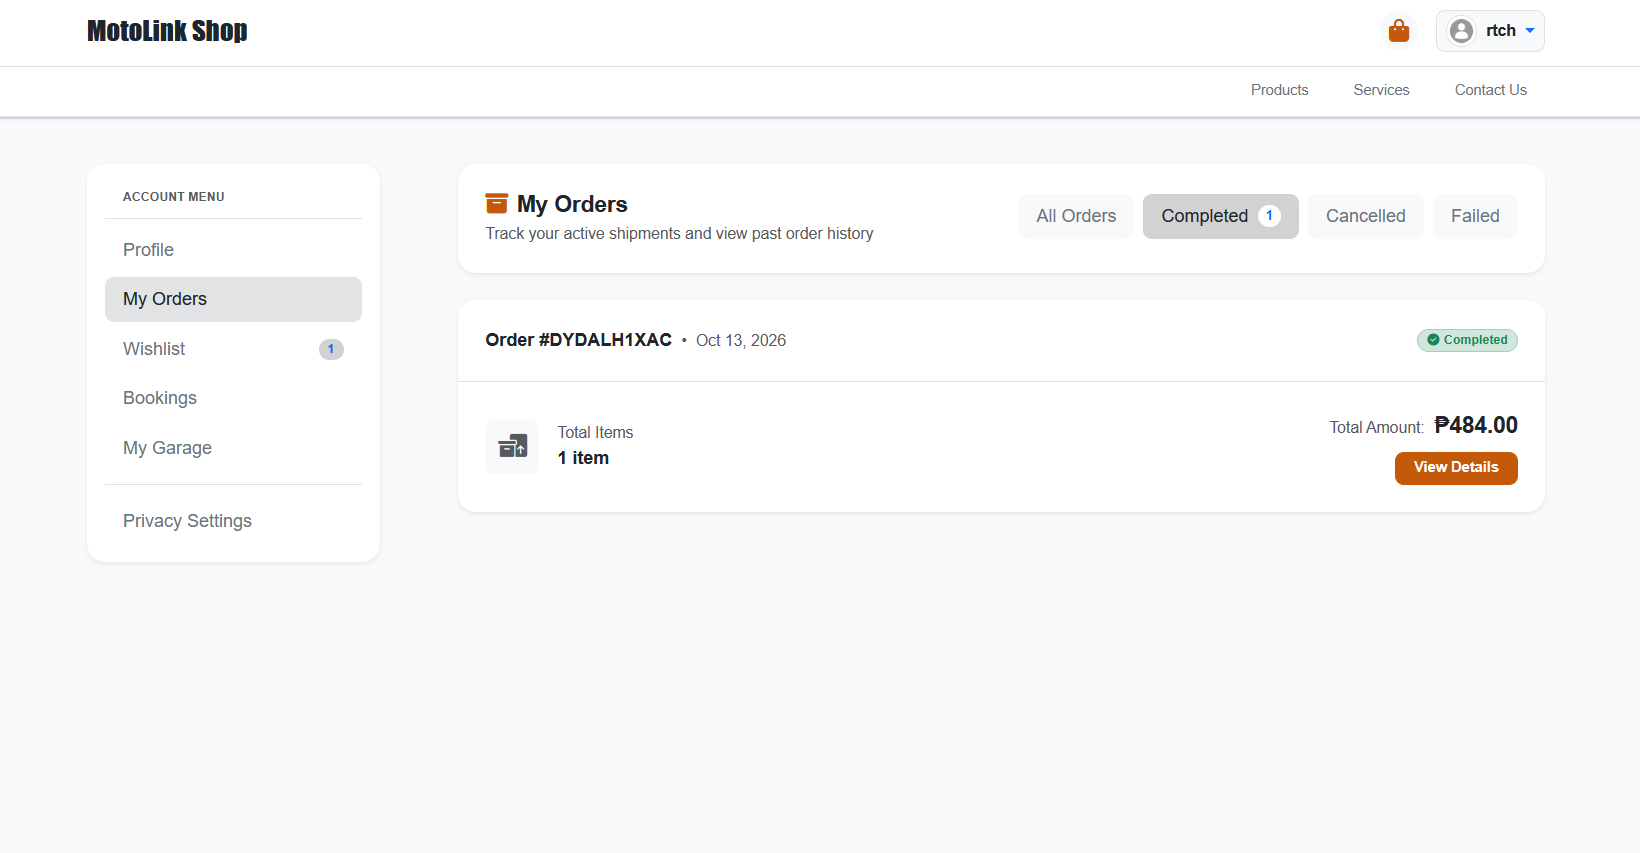 MotoLink Shop
rtch
Products Services Contact Us
ACCOUNT MENU
Profile
My Orders
Wishlist 1
Bookings
My Garage
Privacy Settings
My Orders
Track your active shipments and view past order history
All Orders Completed 1 Cancelled Failed
Order #DYDALH1XAC • Oct 13, 2026
Completed
Total Items
1 item
Total Amount: ₱484.00
View Details